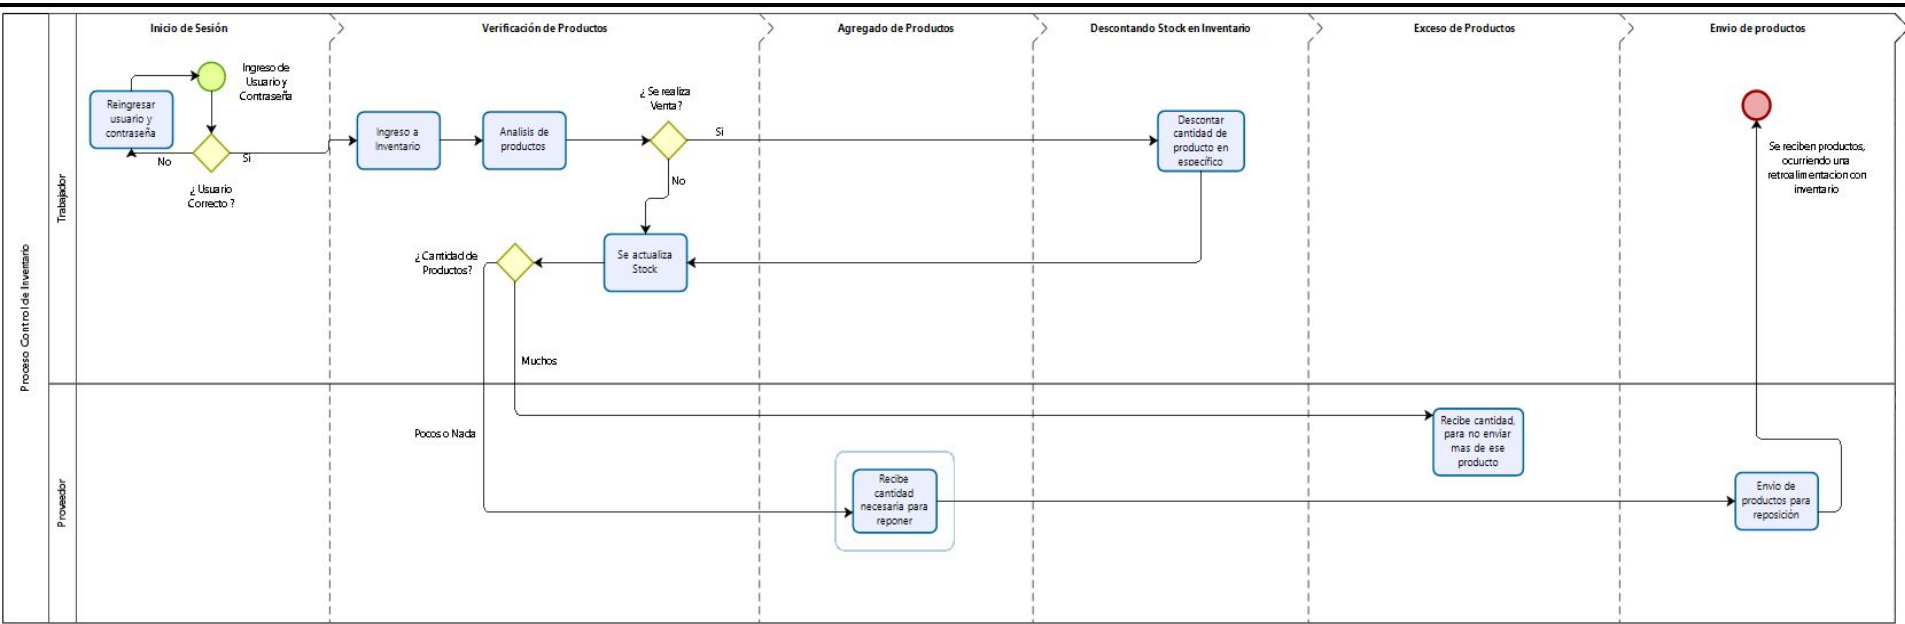 Inicio de Sesión
Verificación de Productos
Agregado de Productos
Descontando Stock en Inventario
Exceso de Productos
Envio de productos
Proceso Control de Inventario
Trabajador
Ingreso de
Usuario y
Contraseña
Reingresar
usuario y
contraseña
No
Si
¿ Usuario
Correcto ?
Ingreso a
Inventario
Analisis de
productos
¿ Se realiza
Venta ?
Si
No
Descontar
cantidad de
producto en
específico
Se reciben productos,
ocurriendo una
retroalimentacion con
inventario
¿ Cantidad de
Productos?
Se actualiza
Stock
Muchos
Proveedor
Pocos o Nada
Recibe cantidad,
para no enviar
mas de ese
producto
Recibe
cantidad
necesaria para
reponer
Envio de
productos para
reposición